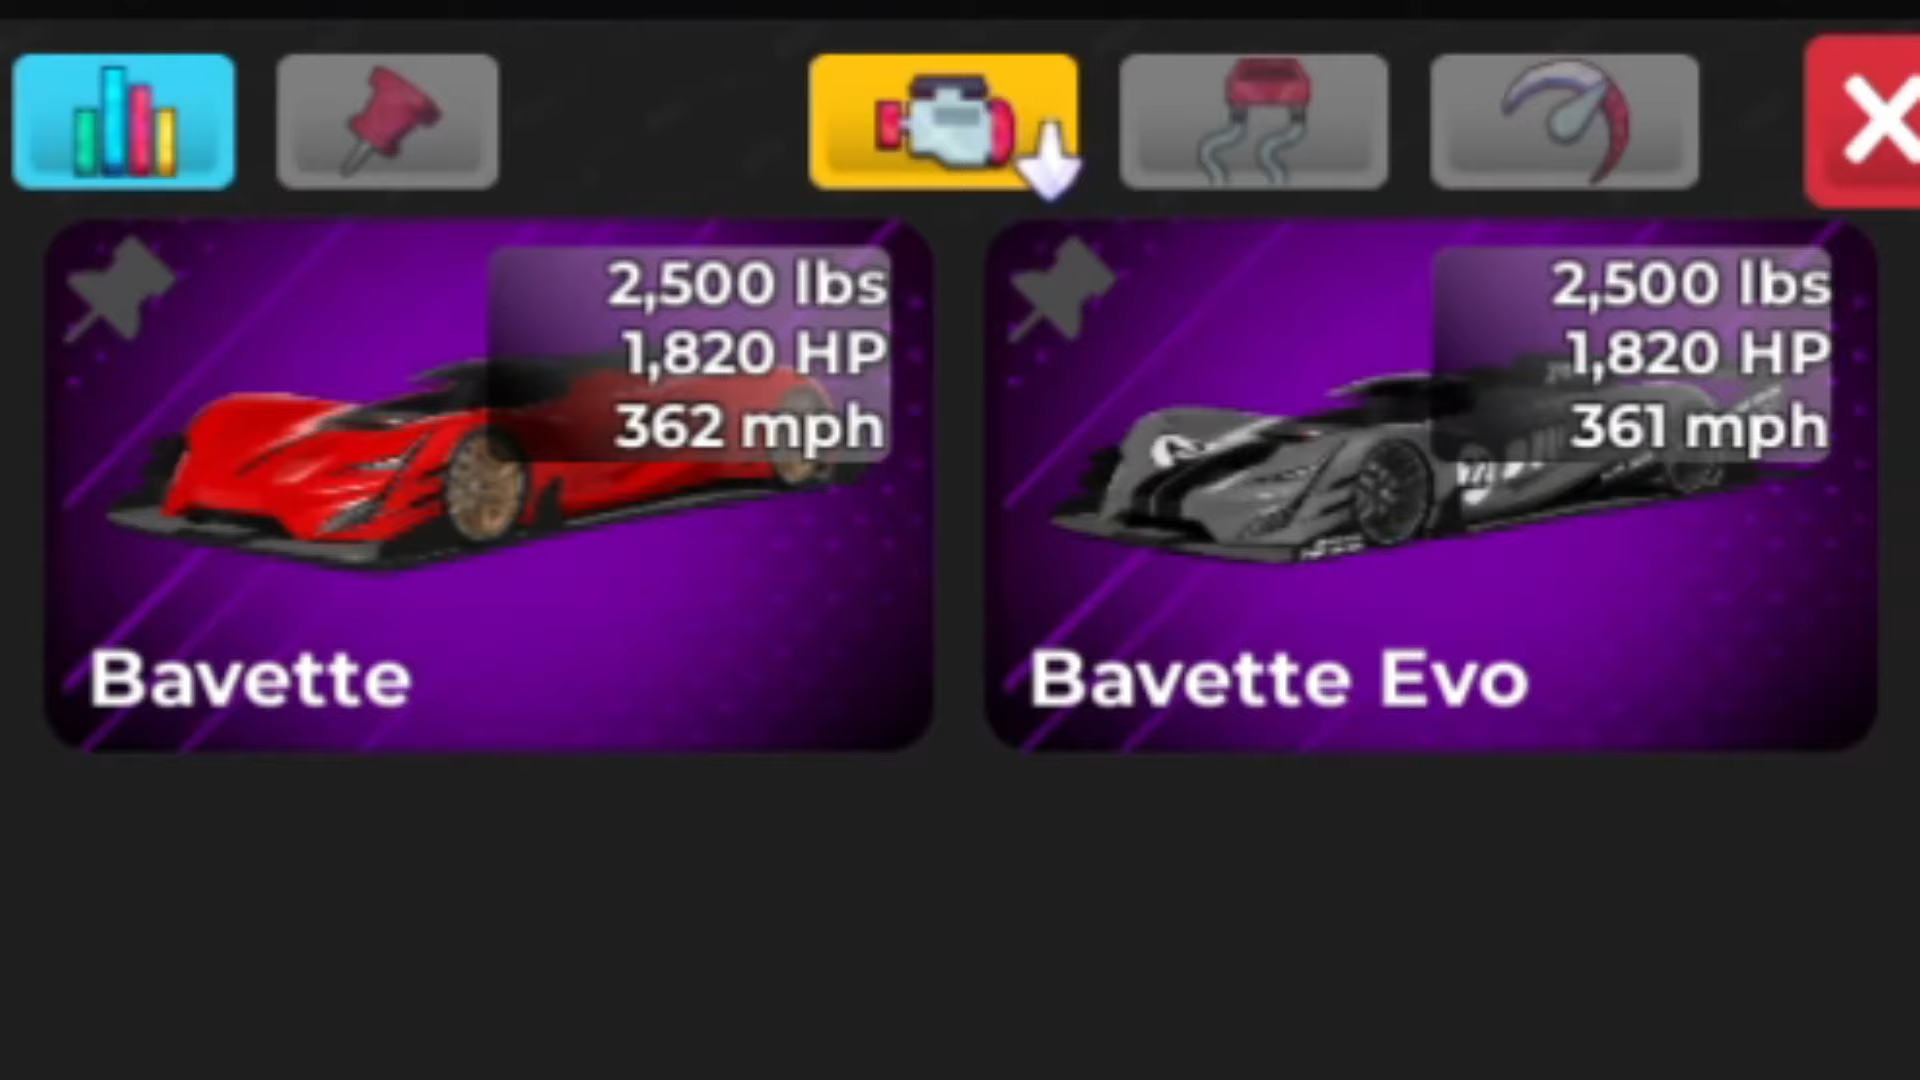 2,500 lbs
1,820 HP
362 mph
Bavette
2,500 lbs
1,820 HP
361 mph
Bavette Evo